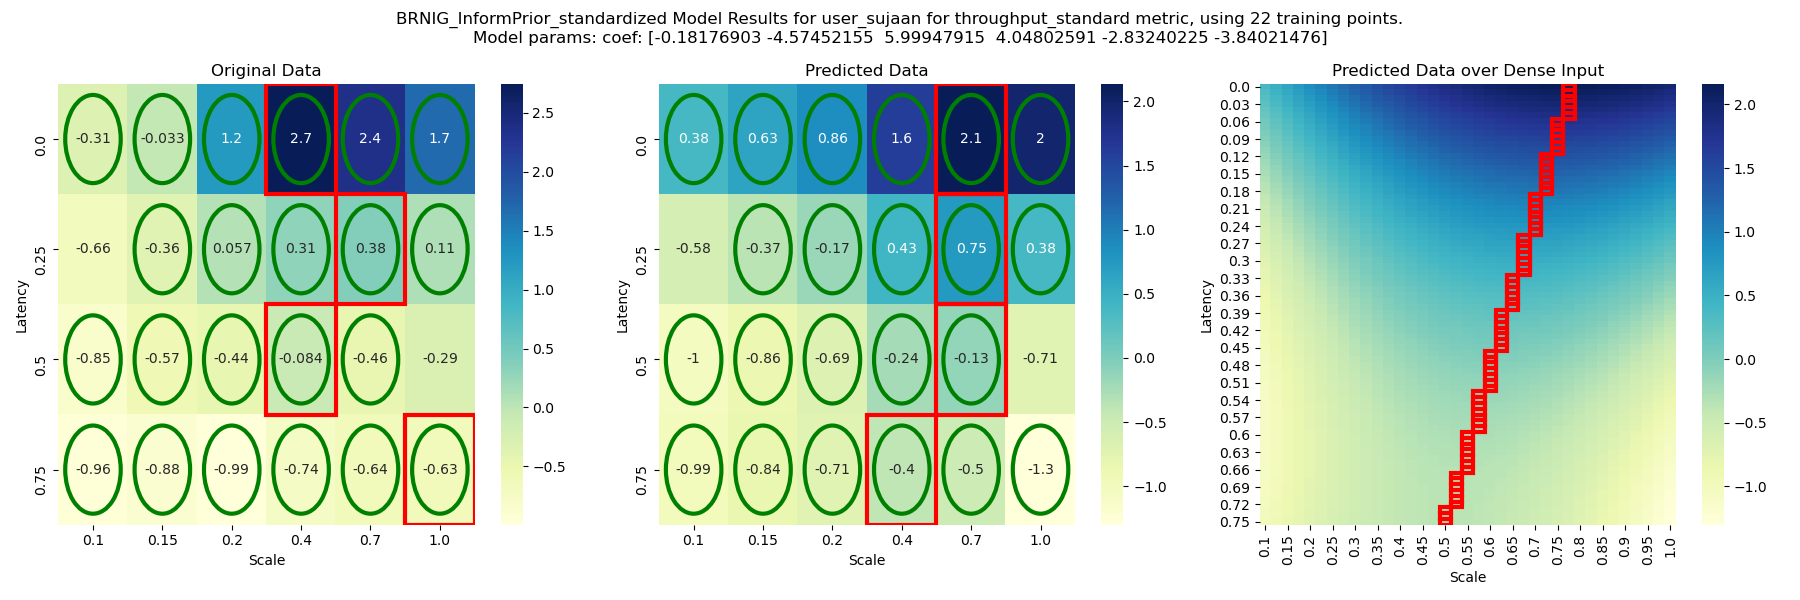 BRNIG_InformPrior_standardized Model Results for user_sujaan for throughput_standard metric, using 22 training points.
Model params: coef: [-0.18176903 -4.57452155  5.99947915  4.04802591 -2.83240225 -3.84021476]
Original Data
Latency
0.0
0.25
0.5
0.75
-0.31 -0.033 1.2 2.7 2.4 1.7
-0.66 -0.36 0.057 0.31 0.38 0.11
-0.85 -0.57 -0.44 -0.084 -0.46 -0.29
-0.96 -0.88 -0.99 -0.74 -0.64 -0.63
0.1 0.15 0.2 0.4 0.7 1.0
Scale
2.5
2.0
1.5
1.0
0.5
0.0
−0.5
Predicted Data
Latency
0.0
0.25
0.5
0.75
0.38 0.63 0.86 1.6 2.1 2
-0.58 -0.37 -0.17 0.43 0.75 0.38
-1 -0.86 -0.69 -0.24 -0.13 -0.71
-0.99 -0.84 -0.71 -0.4 -0.5 -1.3
0.1 0.15 0.2 0.4 0.7 1.0
Scale
2.0
1.5
1.0
0.5
0.0
−0.5
−1.0
Predicted Data over Dense Input
Latency
0.0
0.03
0.06
0.09
0.12
0.15
0.18
0.21
0.24
0.27
0.3
0.33
0.36
0.39
0.42
0.45
0.48
0.51
0.54
0.57
0.6
0.63
0.66
0.69
0.72
0.75
0.1 0.15 0.2 0.25 0.3 0.35 0.4 0.45 0.5 0.55 0.6 0.65 0.7 0.75 0.8 0.85 0.9 0.95 1.0
Scale
2.0
1.5
1.0
0.5
0.0
−0.5
−1.0